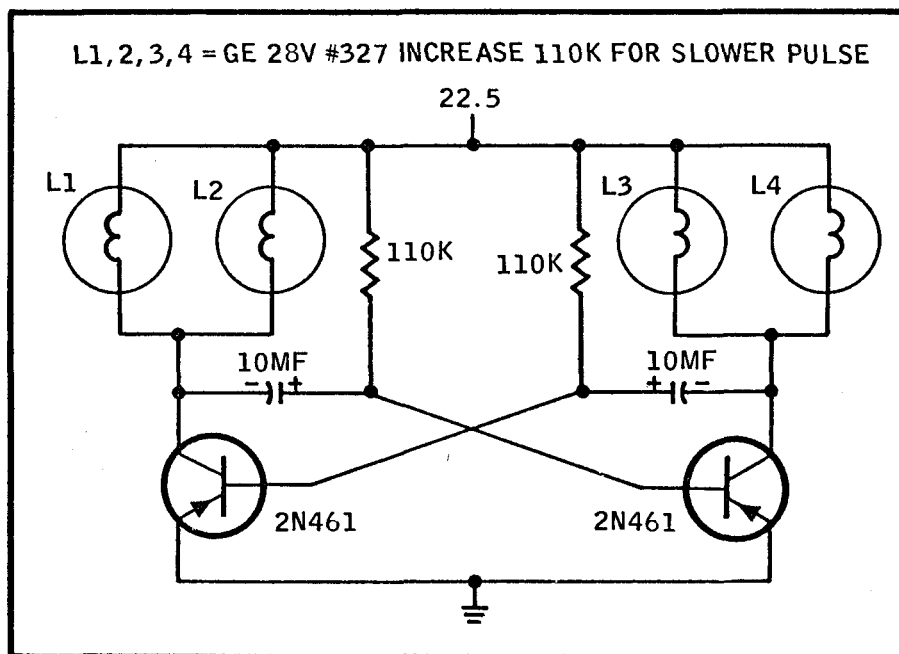 L1,2,3,4 = GE 28V #327 INCREASE 110K FOR SLOWER PULSE
22.5
L1
L2
L3
L4
110K
110K
10MF
10MF
- +
+ -
2N461
2N461